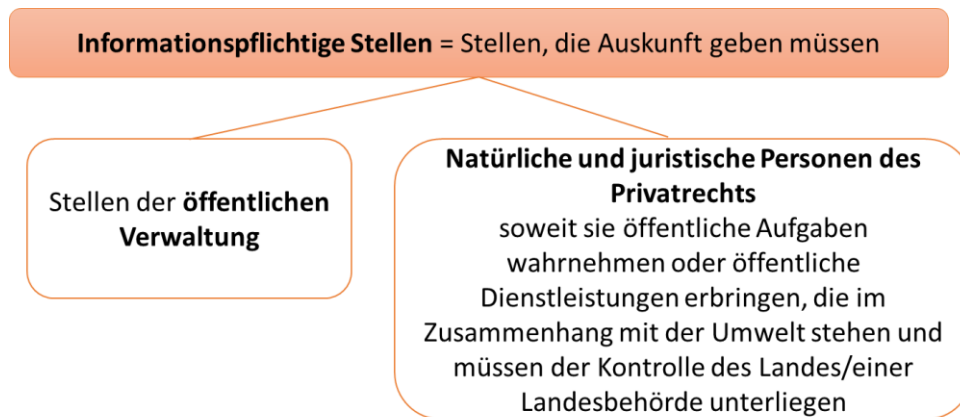 Informationspflichtige Stellen = Stellen, die Auskunft geben müssen
Stellen der öffentlichen
Verwaltung
Natürliche und juristische Personen des
Privatrechts
soweit sie öffentliche Aufgaben
wahrnehmen oder öffentliche
Dienstleistungen erbringen, die im
Zusammenhang mit der Umwelt stehen und
müssen der Kontrolle des Landes/einer
Landesbehörde unterliegen